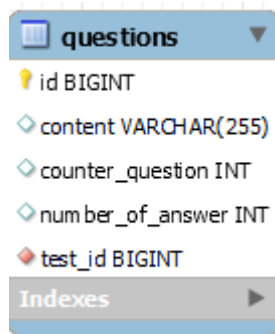 questions
id BIGINT
content VARCHAR(255)
counter_question INT
number_of_answer INT
test_id BIGINT
Indexes